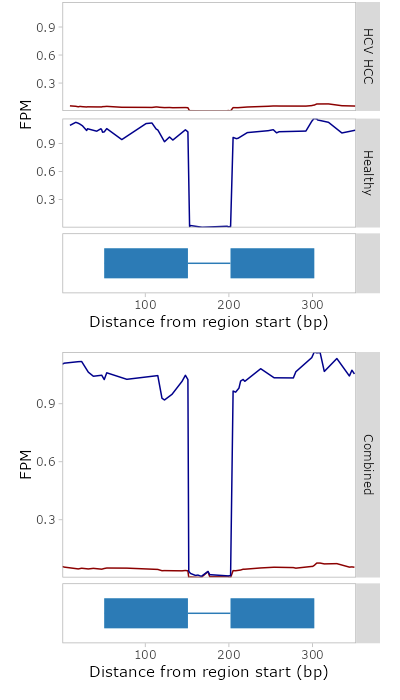 0.9
0.6
0.3
HCV HCC
FPM
0.9
0.6
0.3
Healthy
100 200 300
Distance from region start (bp)
0.9
0.6
0.3
FPM
Combined
100 200 300
Distance from region start (bp)